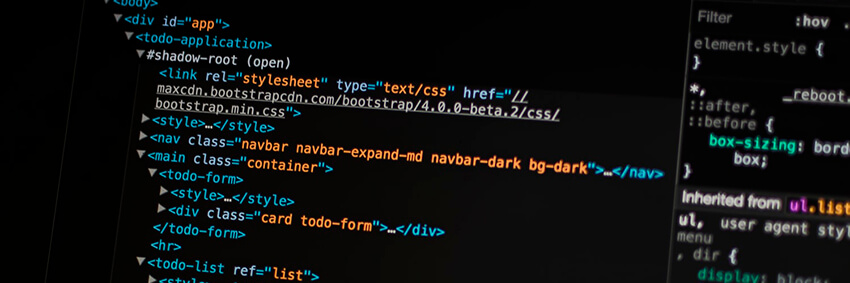 <body>
<div id="app">
<todo-application>
#shadow-root (open)
<link rel="stylesheet" type="text/css" href="//
maxcdn.bootstrapcdn.com/bootstrap/4.0.0-beta.2/css/
bootstrap.min.css">
<style>…</style>
<nav class="navbar navbar-expand-md navbar-dark bg-dark">…</nav>
<main class="container">
<todo-form>
<style>…</style>
<div class="card todo-form">…</div>
</todo-form>
<hr>
<todo-list ref="list">
Filter :hov
element.style {
}
*, _reboot.
::after,
::before {
box-sizing: bord
box;
}
Inherited from ul.list
ul, user agent styl
menu
, dir {
display: block;